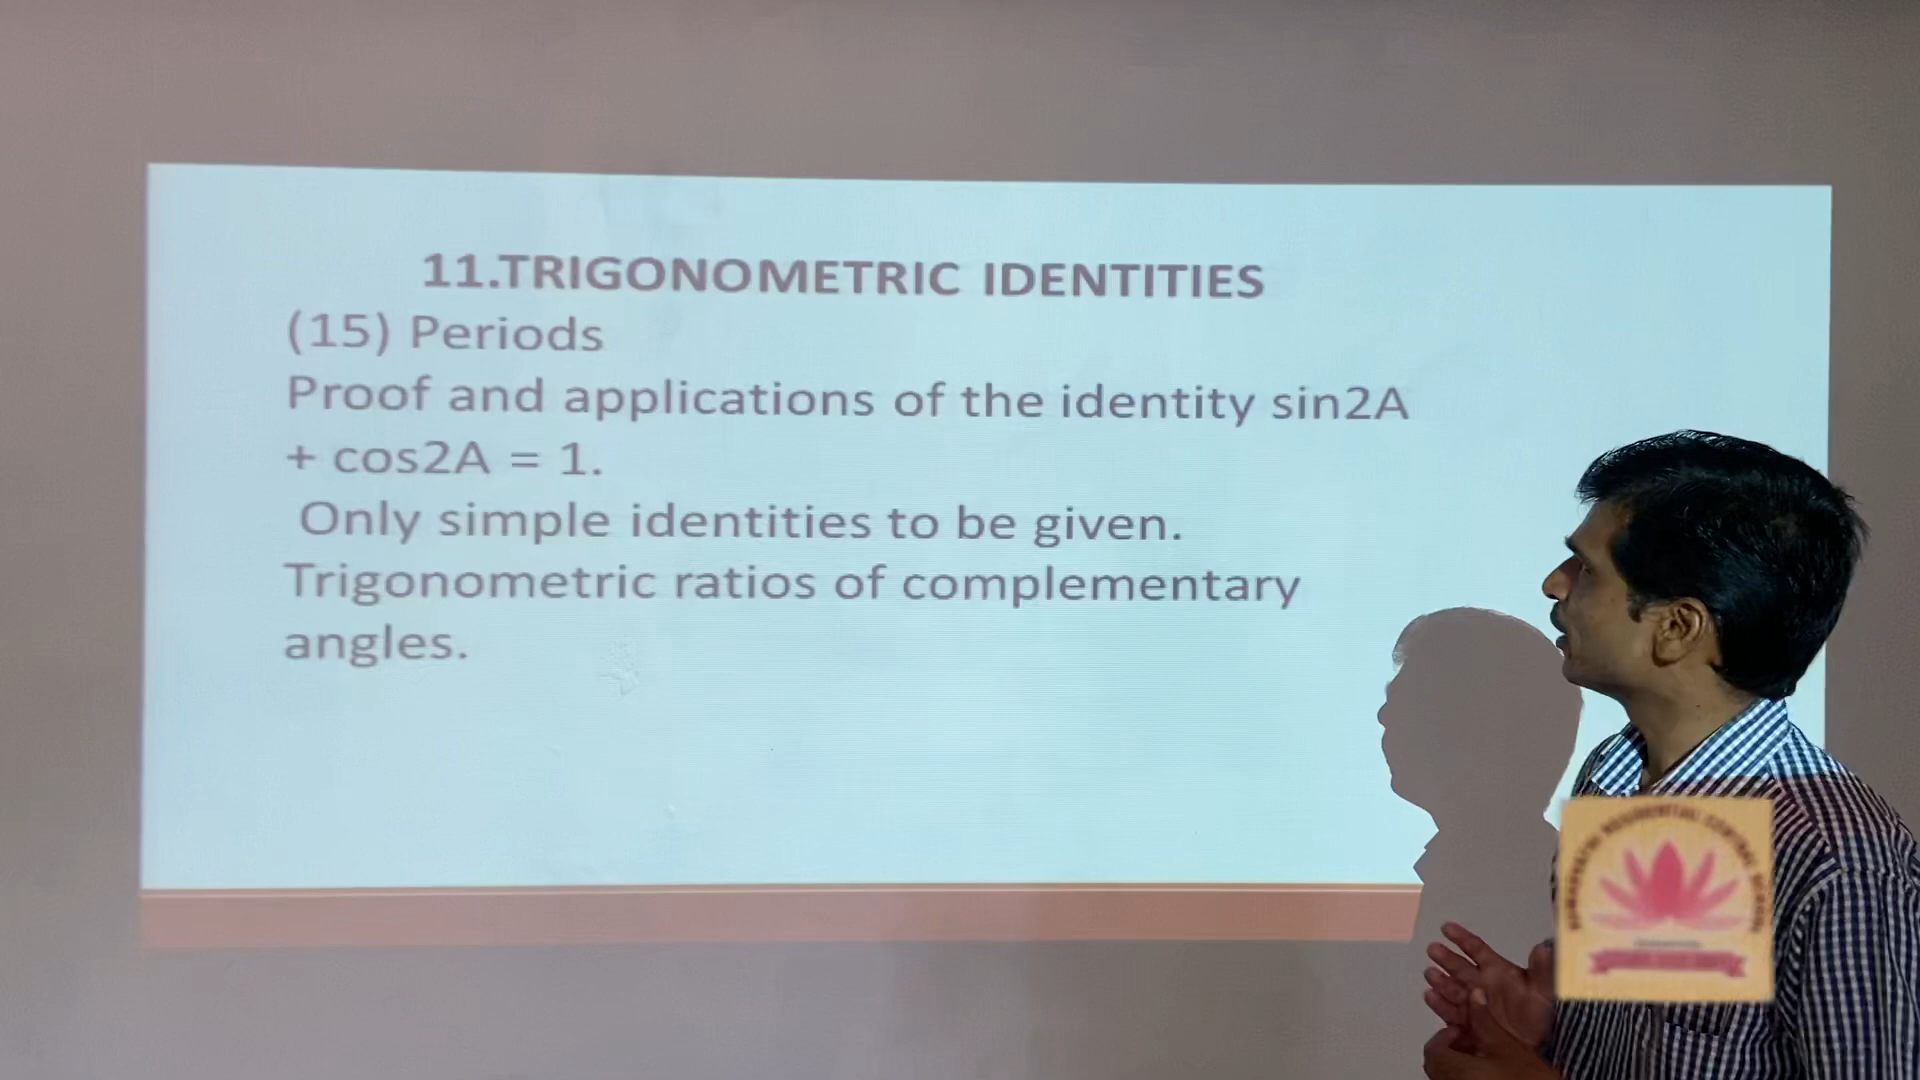 11.TRIGONOMETRIC IDENTITIES
(15) Periods
Proof and applications of the identity sin2A
+ cos2A = 1.
Only simple identities to be given.
Trigonometric ratios of complementary
angles.